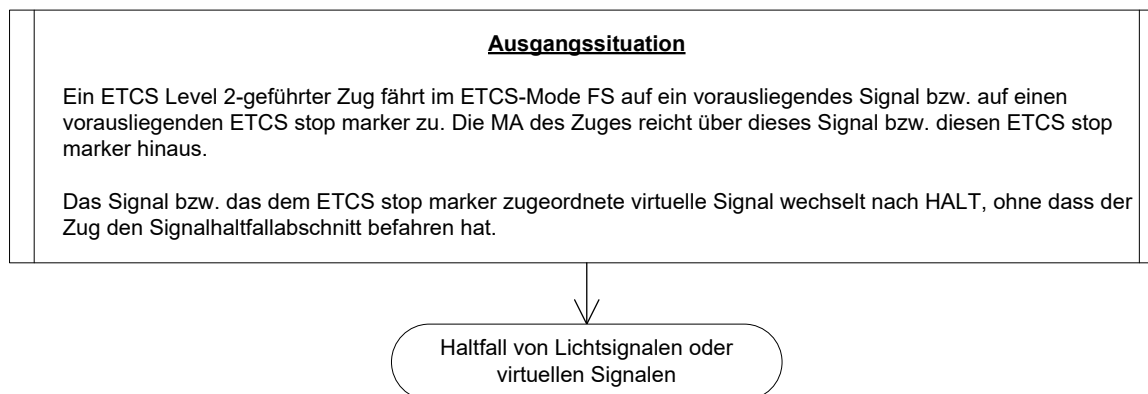 Ausgangssituation
Ein ETCS Level 2-geführter Zug fährt im ETCS-Mode FS auf ein vorausliegendes Signal bzw. auf einen
vorausliegenden ETCS stop marker zu. Die MA des Zuges reicht über dieses Signal bzw. diesen ETCS stop
marker hinaus.
Das Signal bzw. das dem ETCS stop marker zugeordnete virtuelle Signal wechselt nach HALT, ohne dass der
Zug den Signalhaltfallabschnitt befahren hat.
Haltfall von Lichtsignalen oder
virtuellen Signalen